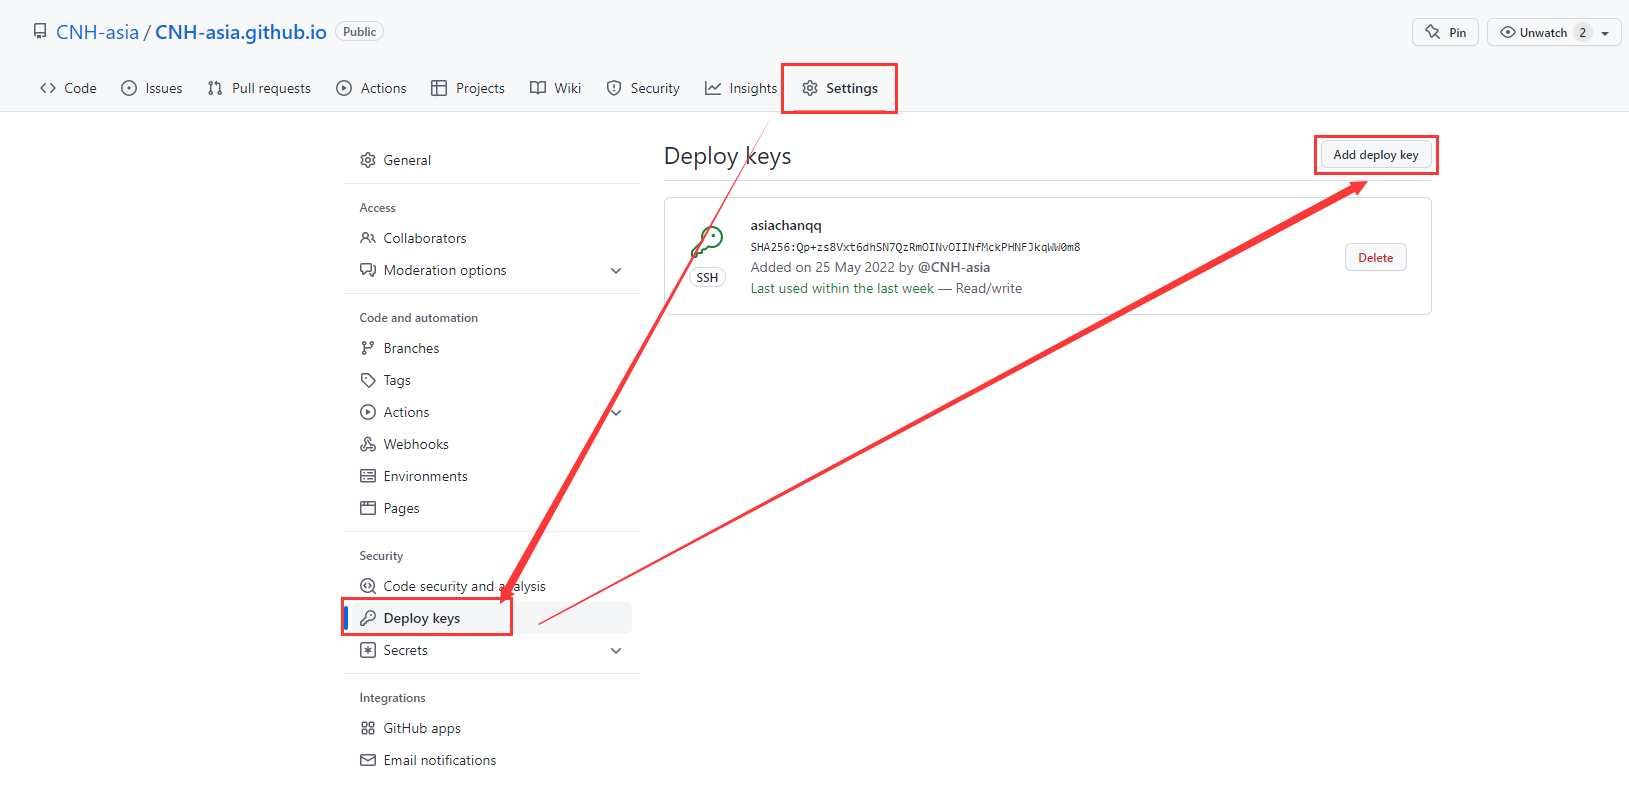 CNH-asia / CNH-asia.github.io Public
Pin
Unwatch 2
Code Issues Pull requests Actions Projects Wiki Security Insights Settings
General
Access
Collaborators
Moderation options
Code and automation
Branches
Tags
Actions
Webhooks
Environments
Pages
Security
Code security and analysis
Deploy keys
Secrets
Integrations
GitHub apps
Email notifications
Deploy keys
Add deploy key
asiachanqq
SHA256:Qp+zs8Vxt6dhSN7QzRmOINvOIINfMckPHNFJkqWW0m8
SSH
Added on 25 May 2022 by @CNH-asia
Last used within the last week — Read/write
Delete